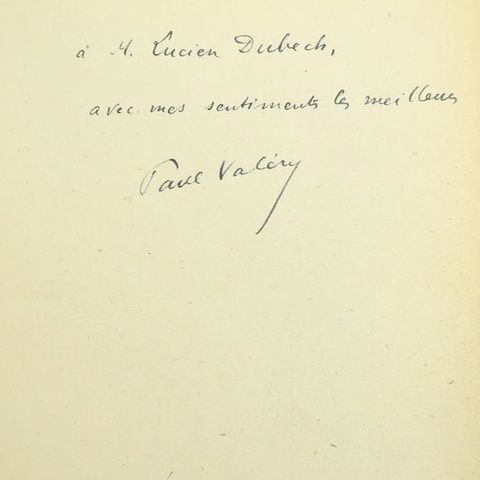 à M. Lucien Dubech,
avec mes sentiments les meilleurs
Paul Valéry